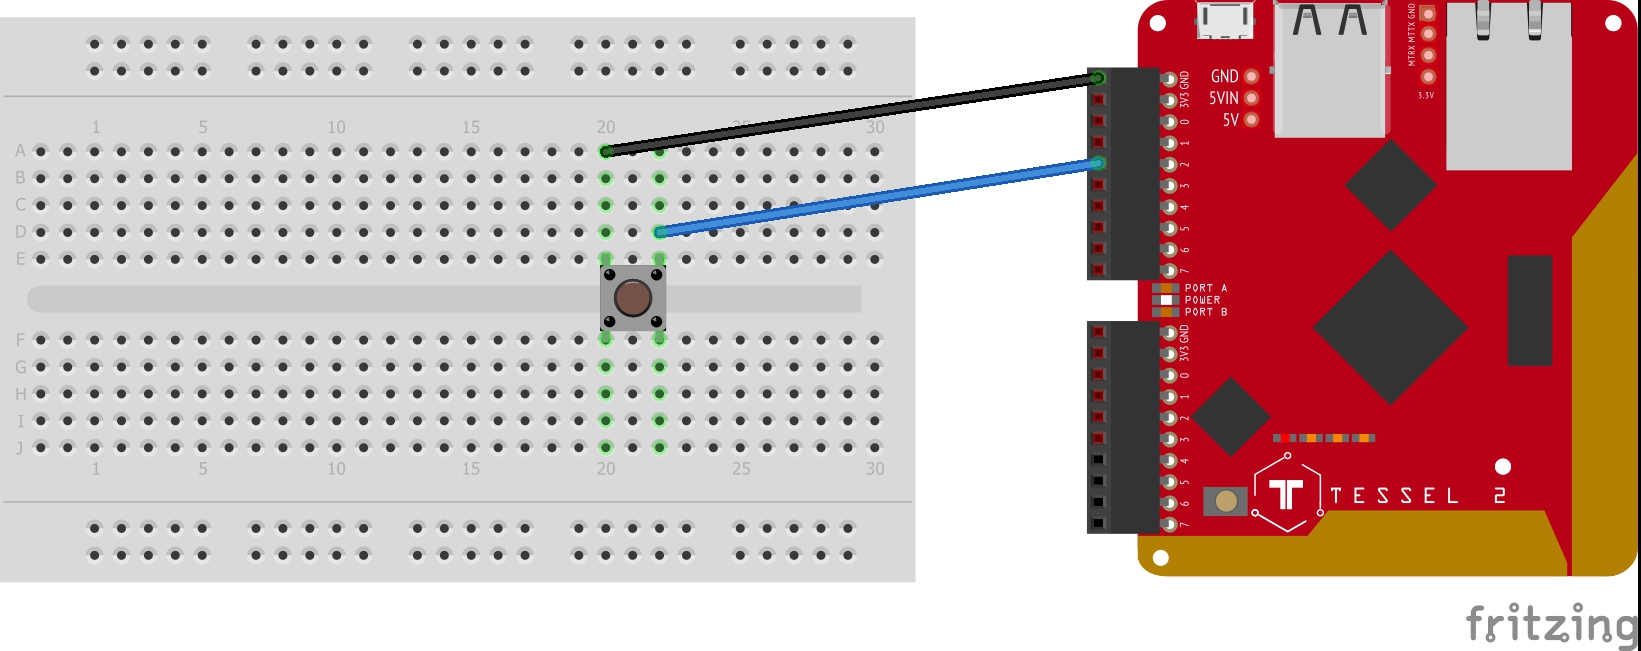 1 5 10 15 20 25 30
A
B
C
D
E
F
G
H
I
J
1 5 10 15 20 25 30
GND
5VIN
5V
MTRX MTTX GND
3.3V
GND
3V3
0
1
2
3
4
5
6
7
PORT A
POWER
PORT B
GND
3V3
0
1
2
3
4
5
6
7
TESSEL 2
fritzing